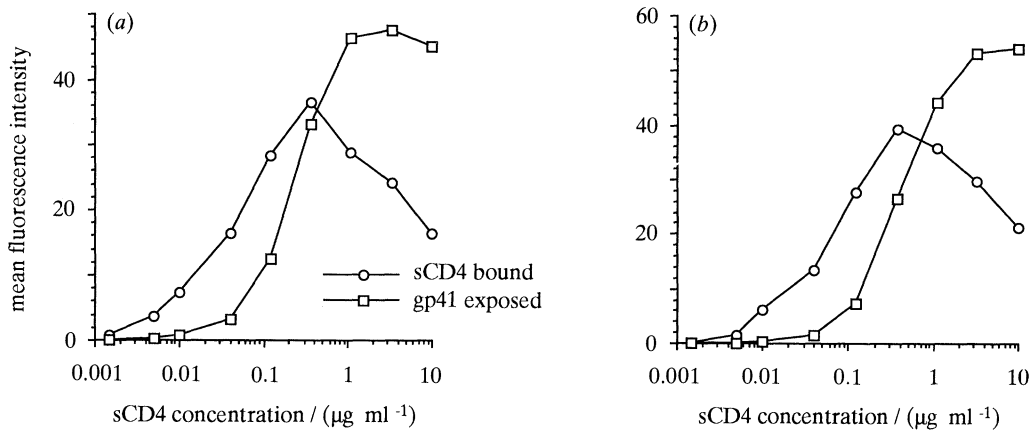 (a)
40
20
0
mean fluorescence intensity
sCD4 bound
gp41 exposed
0.001 0.01 0.1 1 10
sCD4 concentration / (μg ml -1)
(b)
60
40
20
0
0.001 0.01 0.1 1 10
sCD4 concentration / (μg ml -1)